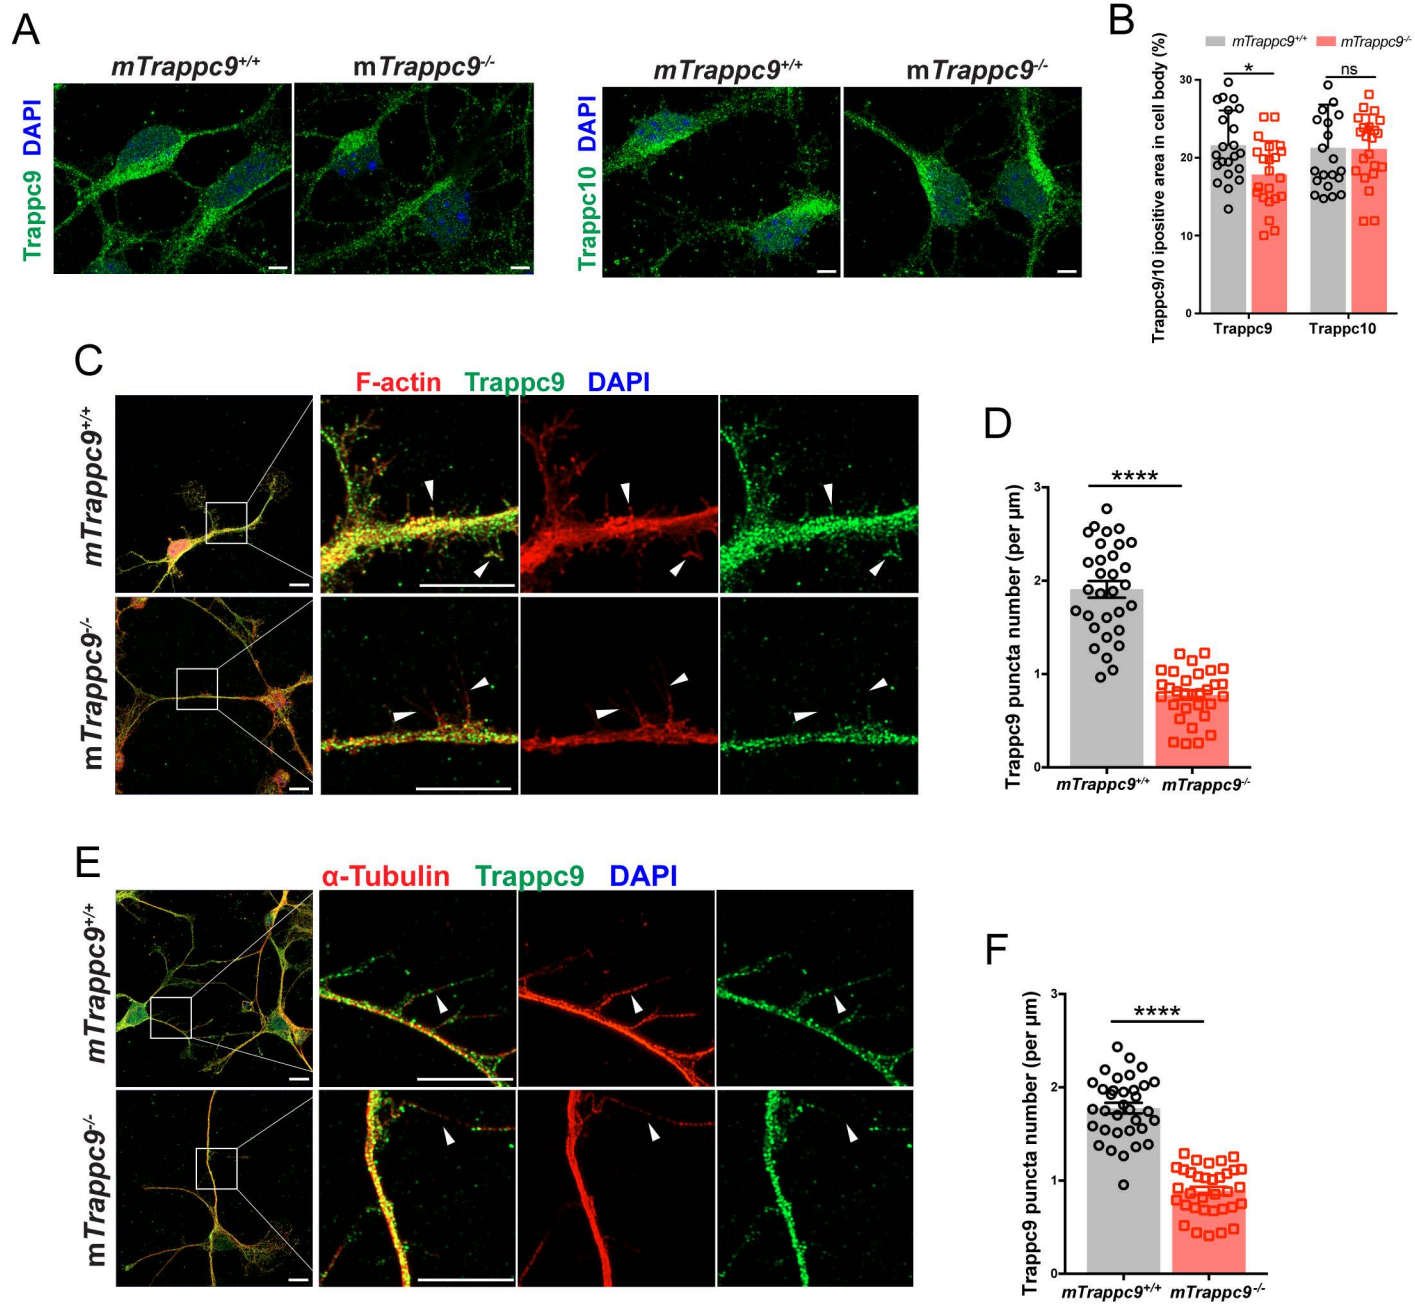 A
mTrappc9+/+
mTrappc9-/-
Trappc9 DAPI
mTrappc9+/+
mTrappc9-/-
Trappc10 DAPI
B
mTrappc9+/+
mTrappc9-/-
Trappc9/10 ipositive area in cell body (%)
30
20
10
0
*
ns
Trappc9
Trappc10
C
F-actin Trappc9 DAPI
mTrappc9+/+
mTrappc9-/-
D
Trappc9 puncta number (per μm)
3
2
1
0
****
mTrappc9+/+
mTrappc9-/-
E
α-Tubulin Trappc9 DAPI
mTrappc9+/+
mTrappc9-/-
F
Trappc9 puncta number (per μm)
3
2
1
0
****
mTrappc9+/+
mTrappc9-/-